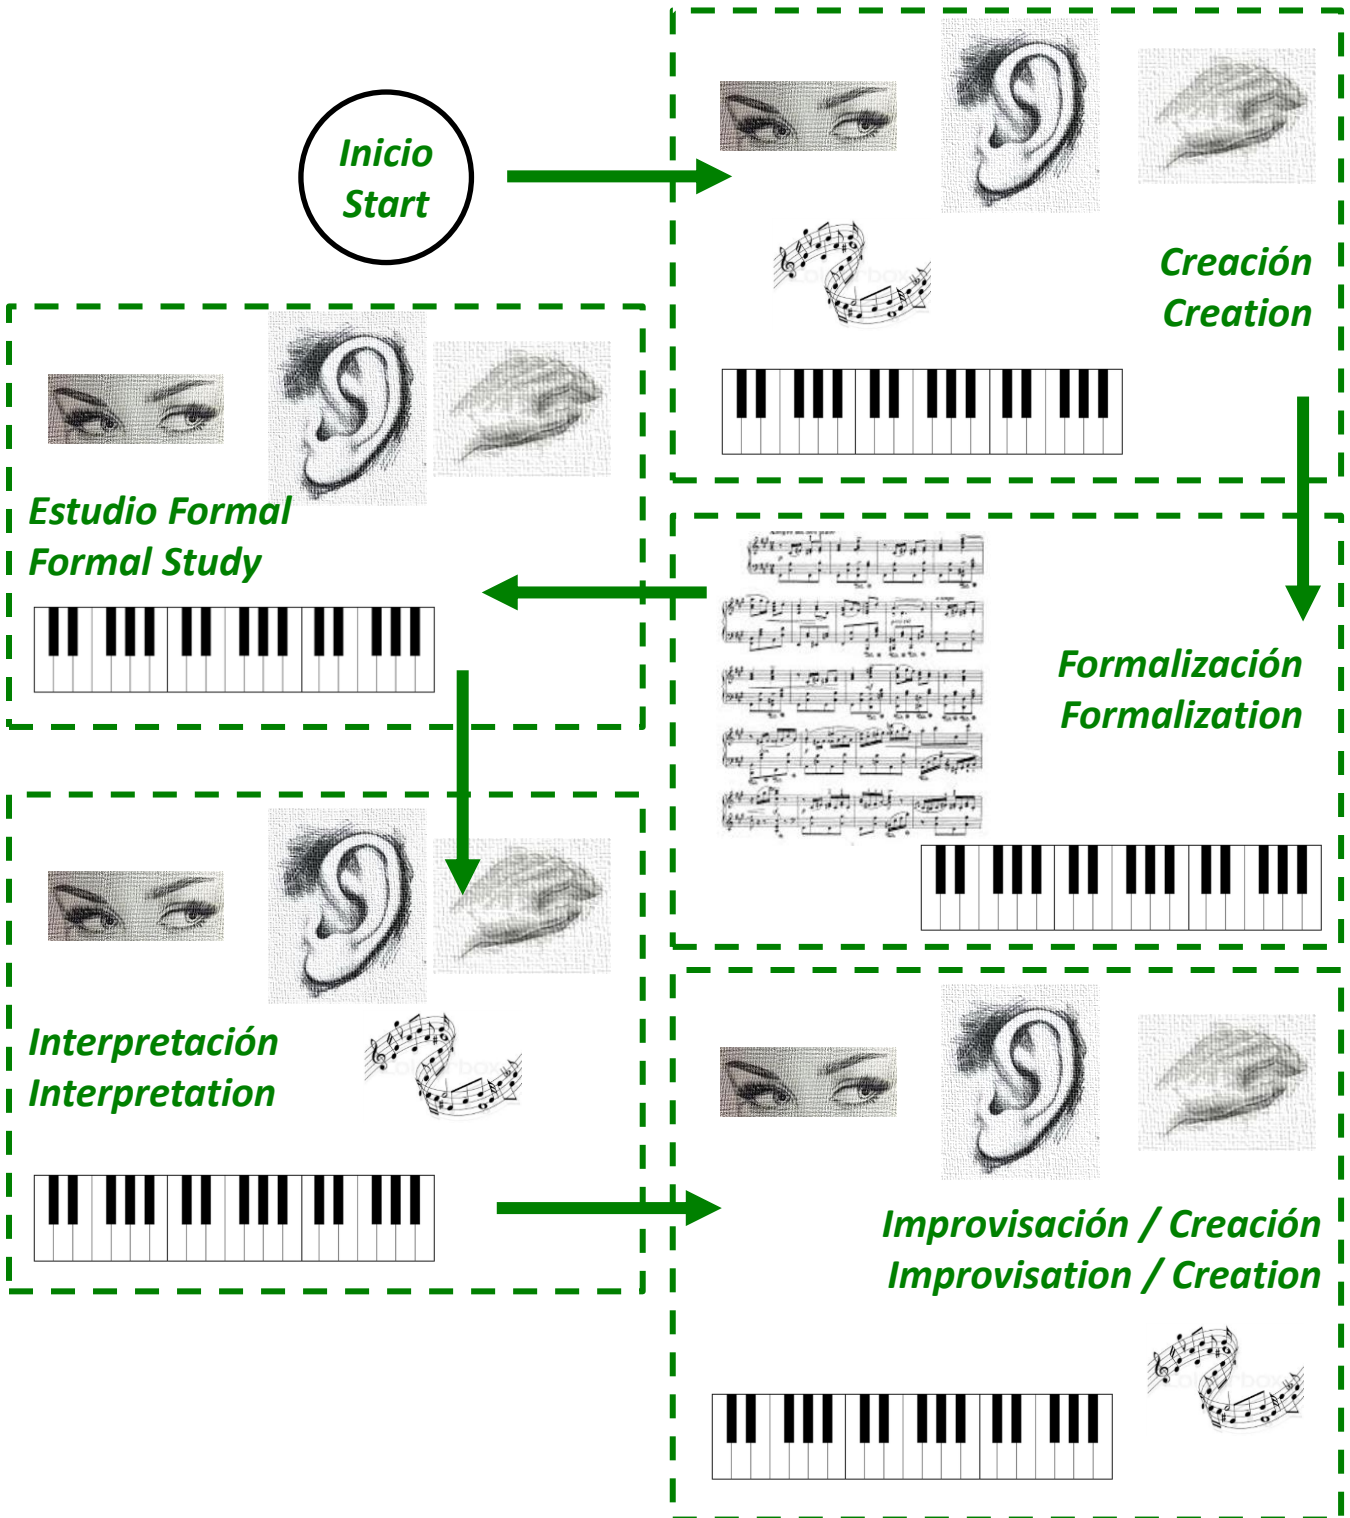 Inicio
Start
Creación
Creation
Formalización
Formalization
Estudio Formal
Formal Study
Interpretación
Interpretation
Improvisación / Creación
Improvisation / Creation